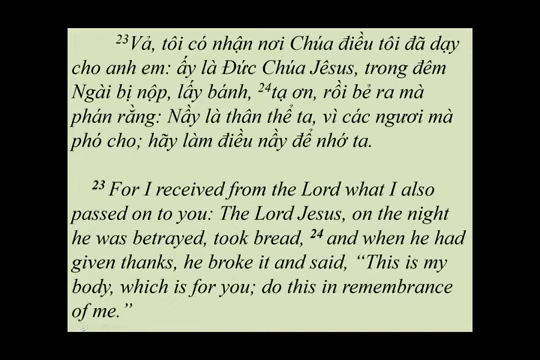 ²³Vả, tôi có nhận nơi Chúa điều tôi đã dạy
cho anh em: ấy là Đức Chúa Jêsus, trong đêm
Ngài bị nộp, lấy bánh, ²⁴tạ ơn, rồi bẻ ra mà
phán rằng: Nầy là thân thể ta, vì các ngươi mà
phó cho; hãy làm điều nầy để nhớ ta.
²³ For I received from the Lord what I also
passed on to you: The Lord Jesus, on the night
he was betrayed, took bread, ²⁴ and when he had
given thanks, he broke it and said, “This is my
body, which is for you; do this in remembrance
of me.”